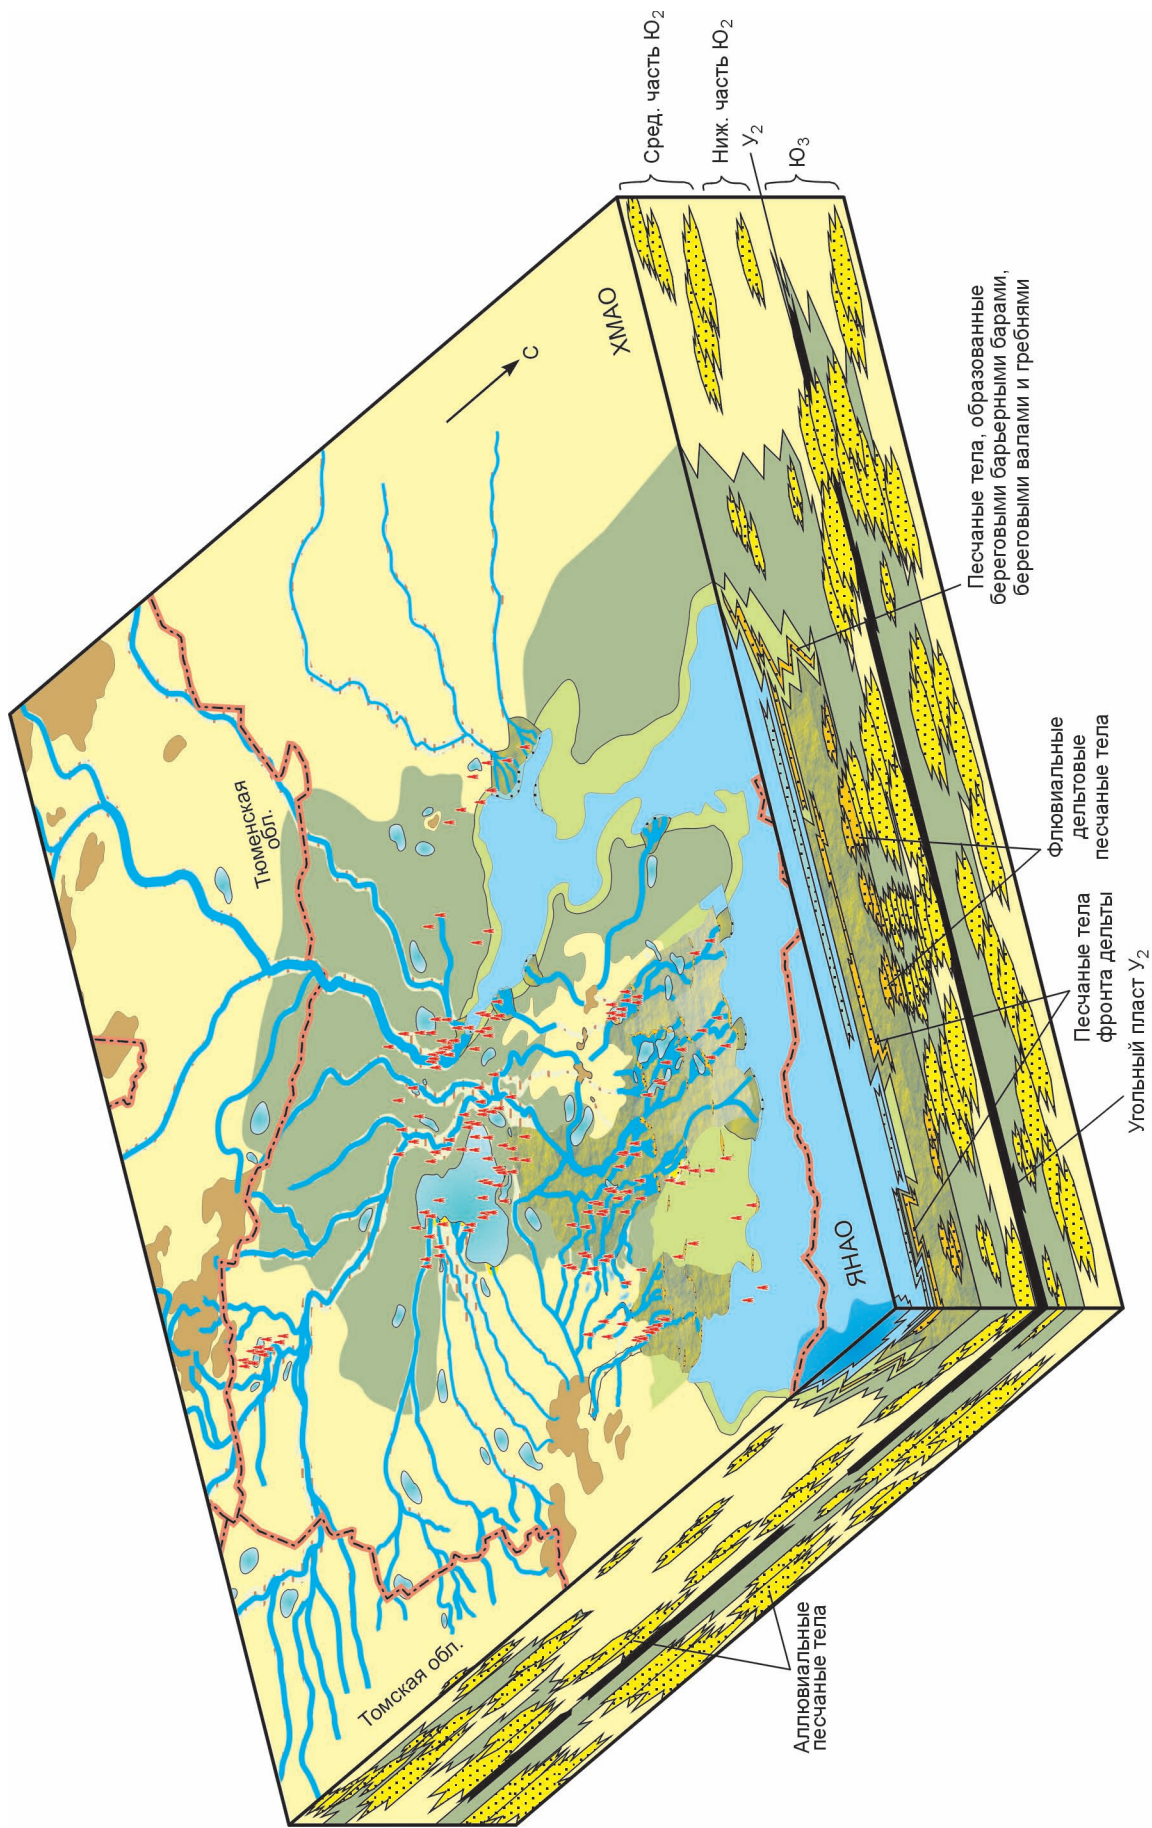 Сред. часть Ю2
Ниж. часть Ю2
У2
Ю3
ХМАО
С
Песчаные тела, образованные
береговыми барьерными барами,
береговыми валами и гребнями
Тюменская
обл.
Флювиальные
дельтовые
песчаные тела
Песчаные тела
фронта дельты
Угольный пласт У2
ЯНАО
Томская обл.
Аллювиальные
песчаные тела